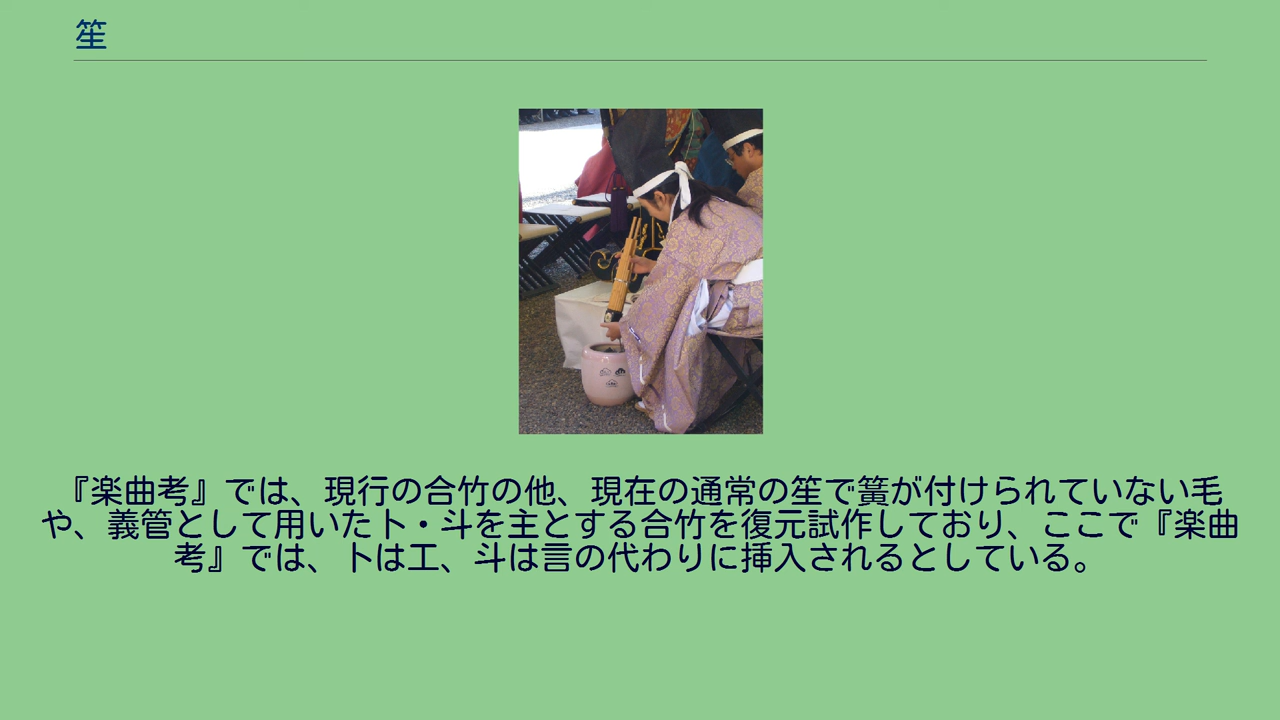 笙
『楽曲考』では、現行の合竹の他、現在の通常の笙で簧が付けられていない毛
や、義管として用いた卜・斗を主とする合竹を復元試作しており、ここで『楽曲
考』では、卜は工、斗は言の代わりに挿入されるとしている。